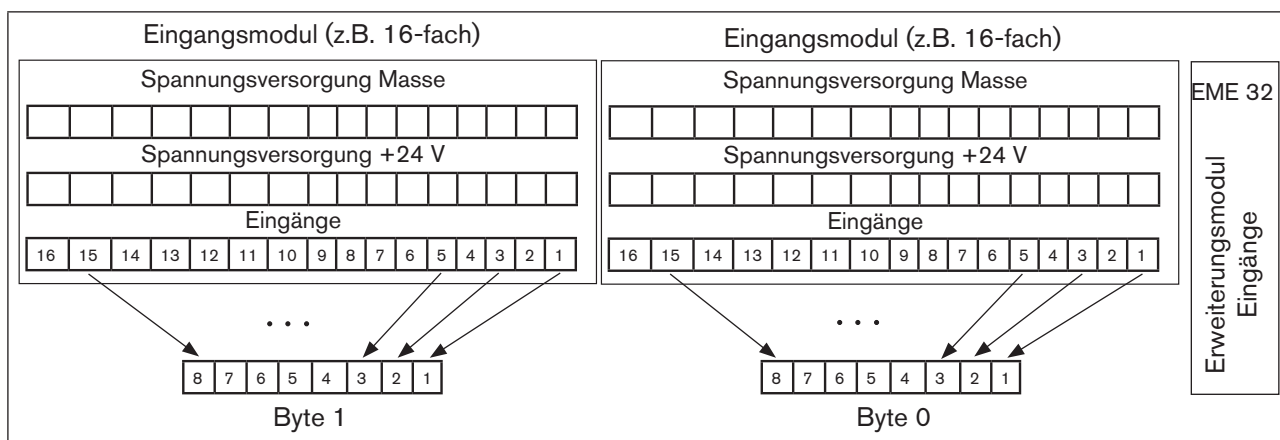 Eingangsmodul (z.B. 16-fach)
Spannungsversorgung Masse
Spannungsversorgung +24 V
Eingänge
16 15 14 13 12 11 10 9 8 7 6 5 4 3 2 1
. . .
8 7 6 5 4 3 2 1
Byte 1
Eingangsmodul (z.B. 16-fach)
Spannungsversorgung Masse
Spannungsversorgung +24 V
Eingänge
16 15 14 13 12 11 10 9 8 7 6 5 4 3 2 1
. . .
8 7 6 5 4 3 2 1
Byte 0
EME 32
Erweiterungsmodul
Eingänge